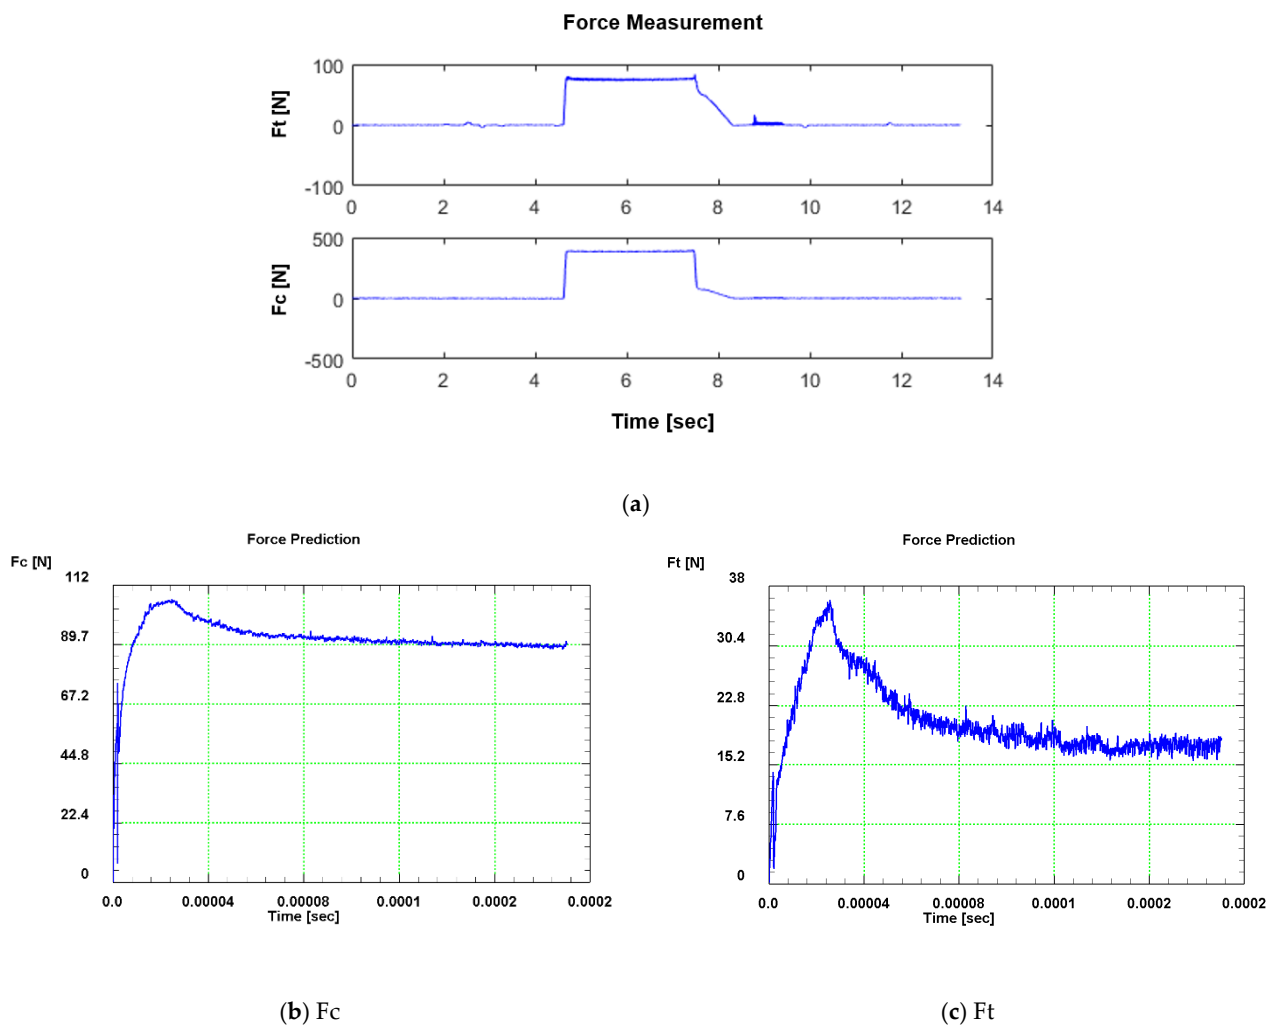 Force Measurement
100
0
-100
Ft [N]
0 2 4 6 8 10 12 14
500
0
-500
Fc [N]
0 2 4 6 8 10 12 14
Time [sec]
(a)
Force Prediction
Fc [N]
112
89.7
67.2
44.8
22.4
0
0.0 0.00004 0.00008 0.0001 0.0002 0.0002
Time [sec]
(b) Fc
Force Prediction
Ft [N]
38
30.4
22.8
15.2
7.6
0
0.0 0.00004 0.00008 0.0001 0.0002 0.0002
Time [sec]
(c) Ft